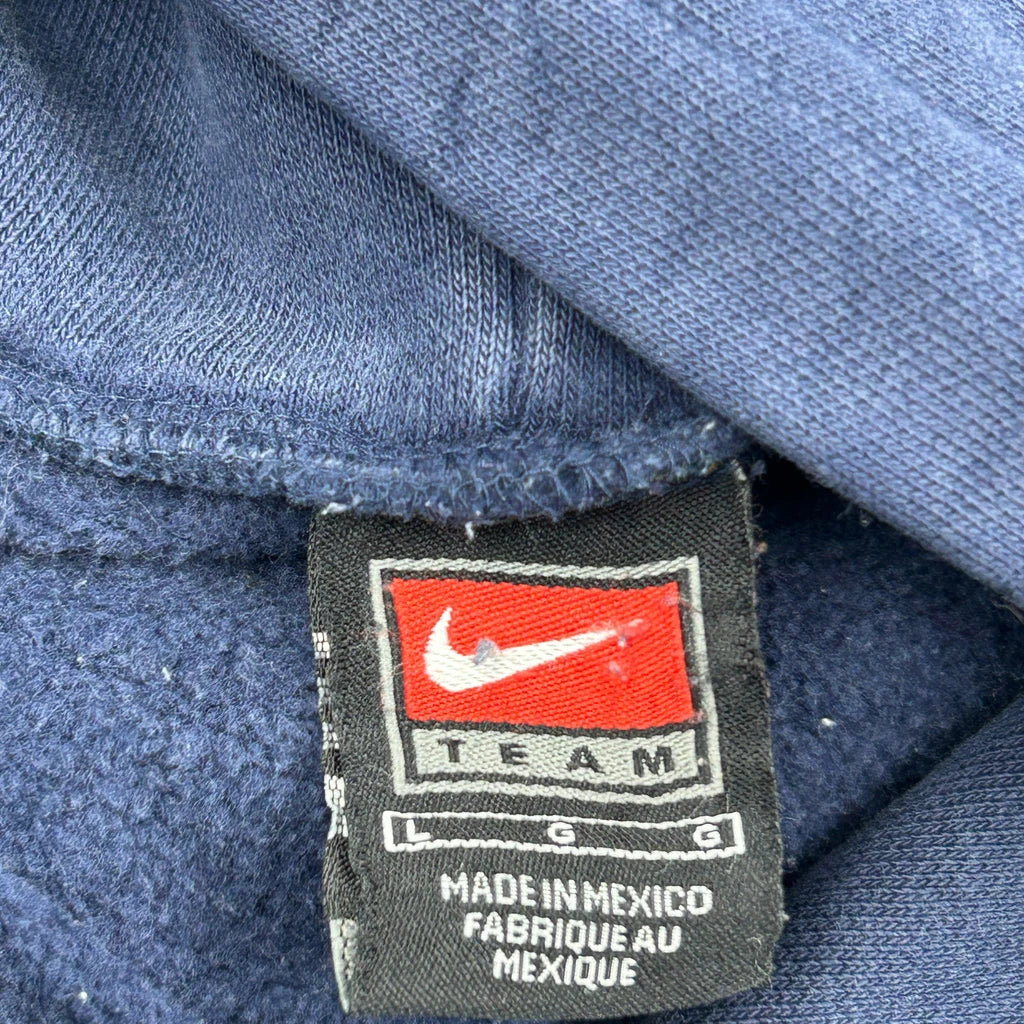 TEAM
L G G
MADE IN MEXICO
FABRIQUE AU
MEXIQUE